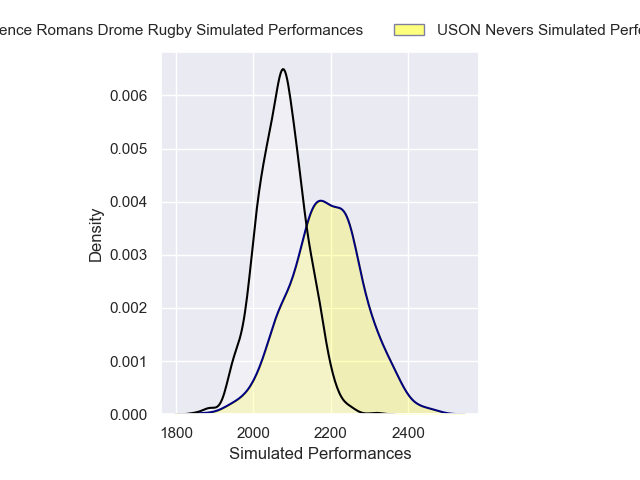 ence Romans Drome Rugby Simulated Performances
USON Nevers Simulated Perfo
0.006
0.005
0.004
0.003
0.002
0.001
0.000
Density
1800 2000 2200 2400
Simulated Performances